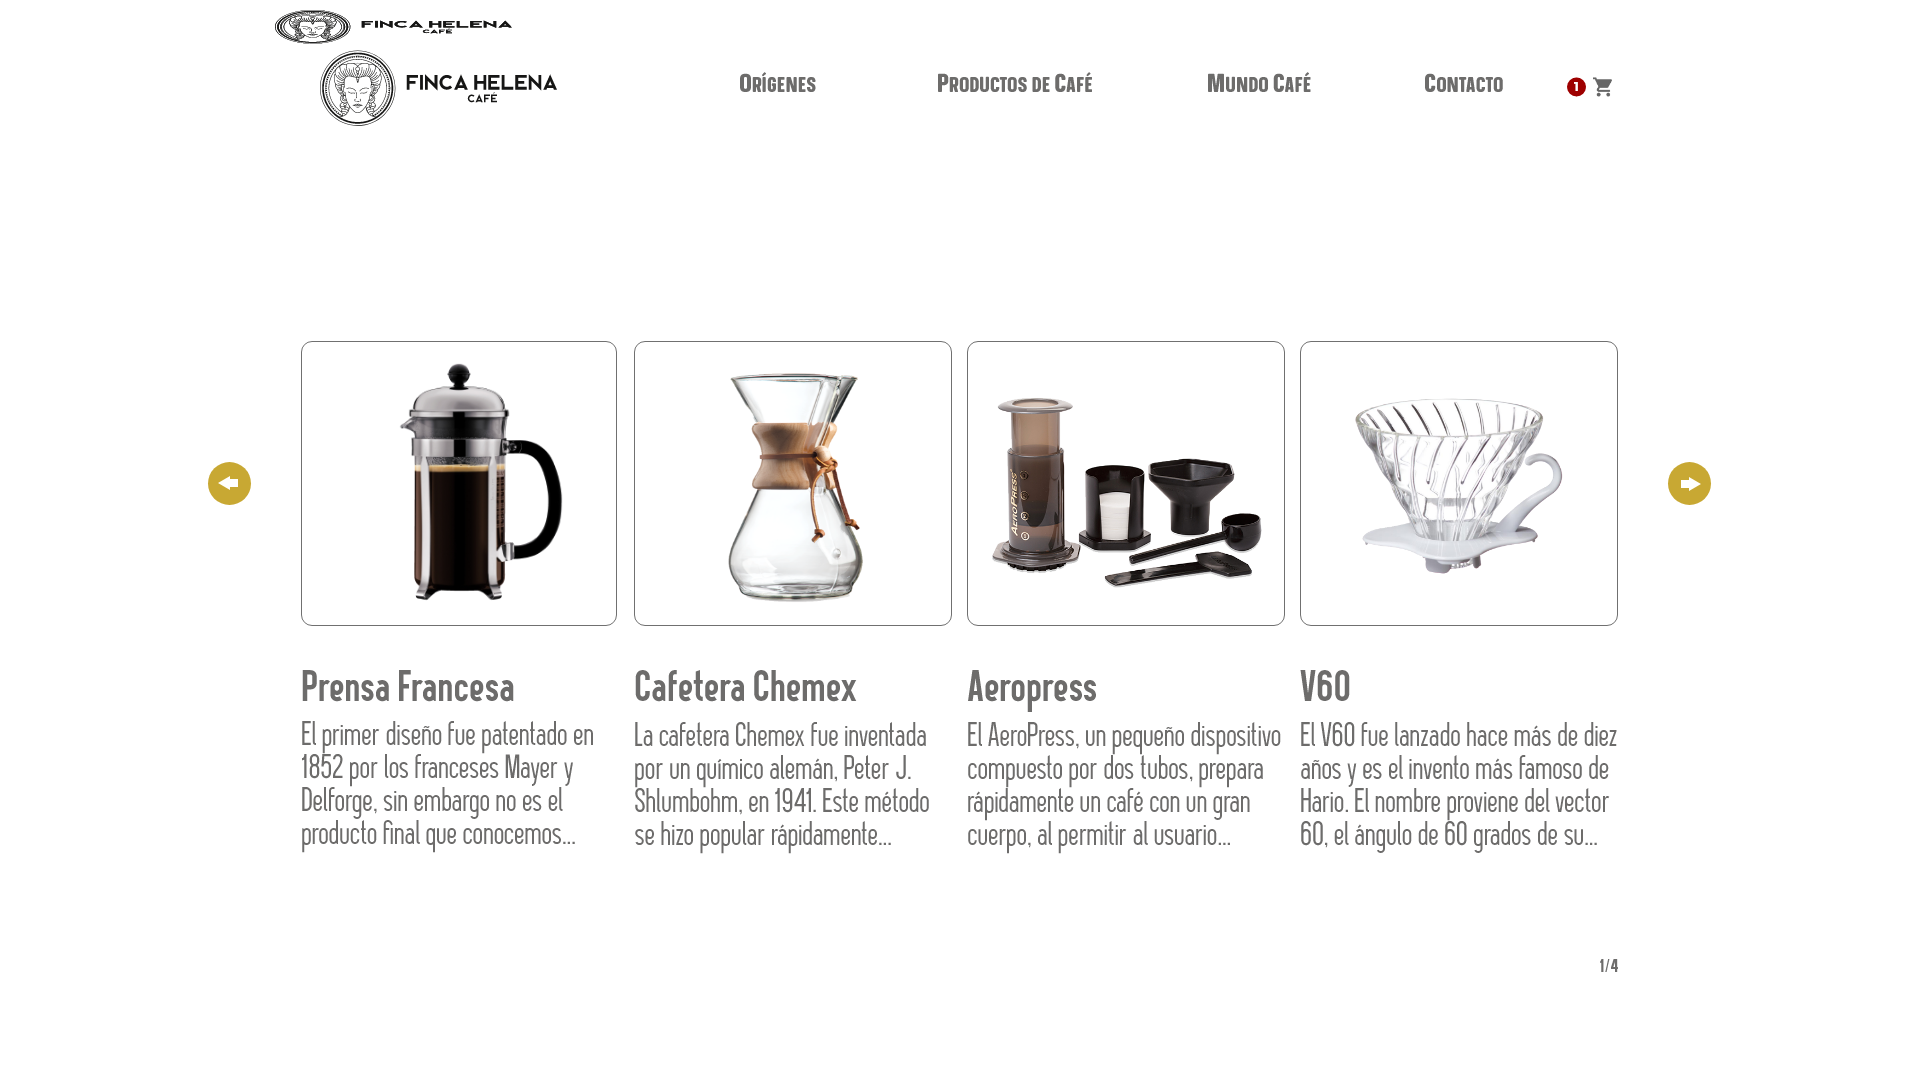 FINCA HELENA
CAFÉ
FINCA HELENA
CAFÉ
Orígenes
Productos de Café
Mundo Café
Contacto
1
AEROPRESS
Prensa Francesa
El primer diseño fue patentado en
1852 por los franceses Mayer y
Delforge, sin embargo no es el
producto final que conocemos...
Cafetera Chemex
La cafetera Chemex fue inventada
por un químico alemán, Peter J.
Shlumbohm, en 1941. Este método
se hizo popular rápidamente...
Aeropress
El AeroPress, un pequeño dispositivo
compuesto por dos tubos, prepara
rápidamente un café con un gran
cuerpo, al permitir al usuario...
V60
El V60 fue lanzado hace más de diez
años y es el invento más famoso de
Hario. El nombre proviene del vector
60, el ángulo de 60 grados de su...
1/4